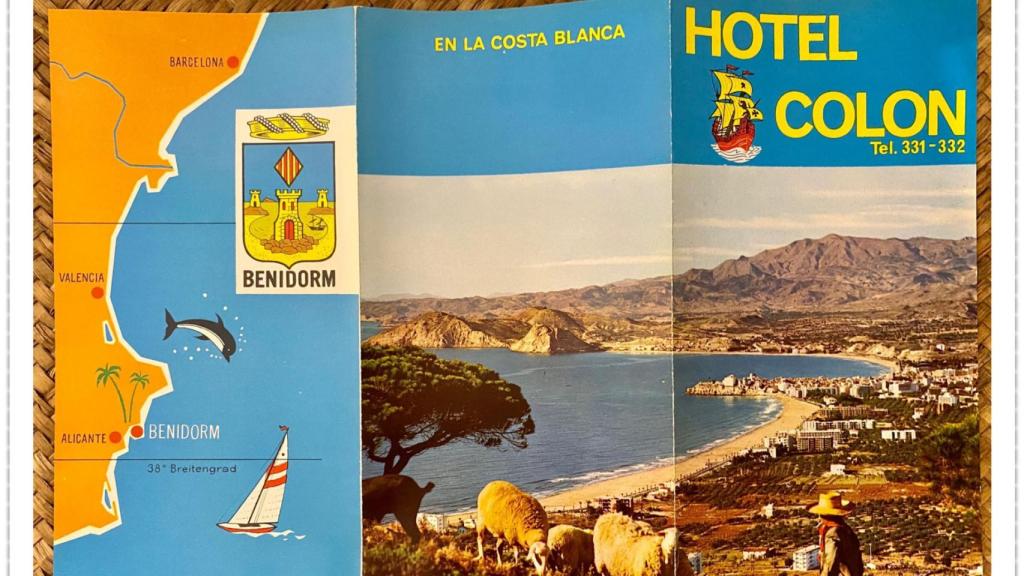 BARCELONA
BENIDORM
VALENCIA
ALICANTE
BENIDORM
38° Breitengrad
EN LA COSTA BLANCA
HOTEL
COLON
Tel. 331-332